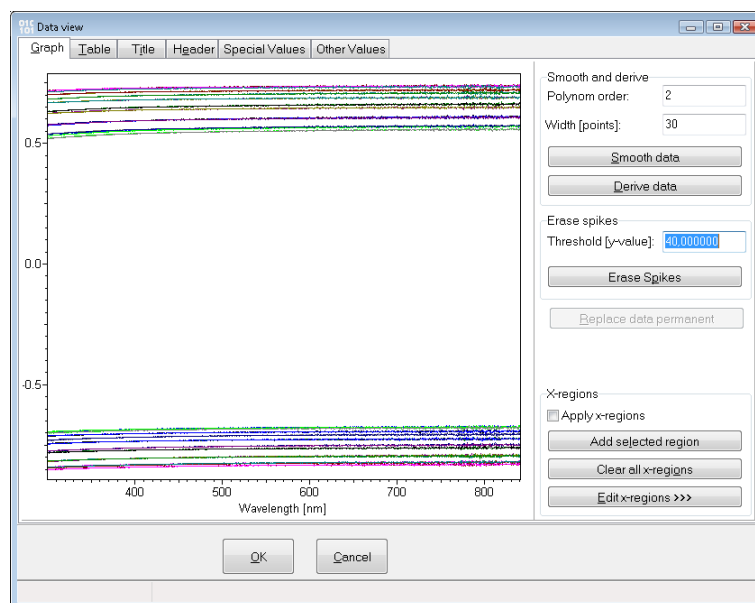 Data view
Graph Table Title Header Special Values Other Values
0.5
0.0
-0.5
400 500 600 700 800
Wavelength [nm]
Smooth and derive
Polynom order: 2
Width [points]: 30
Smooth data
Derive data
Erase spikes
Threshold [y-value]: 40,000000
Erase Spikes
Replace data permanent
X-regions
Apply x-regions
Add selected region
Clear all x-regions
Edit x-regions >>>
OK Cancel